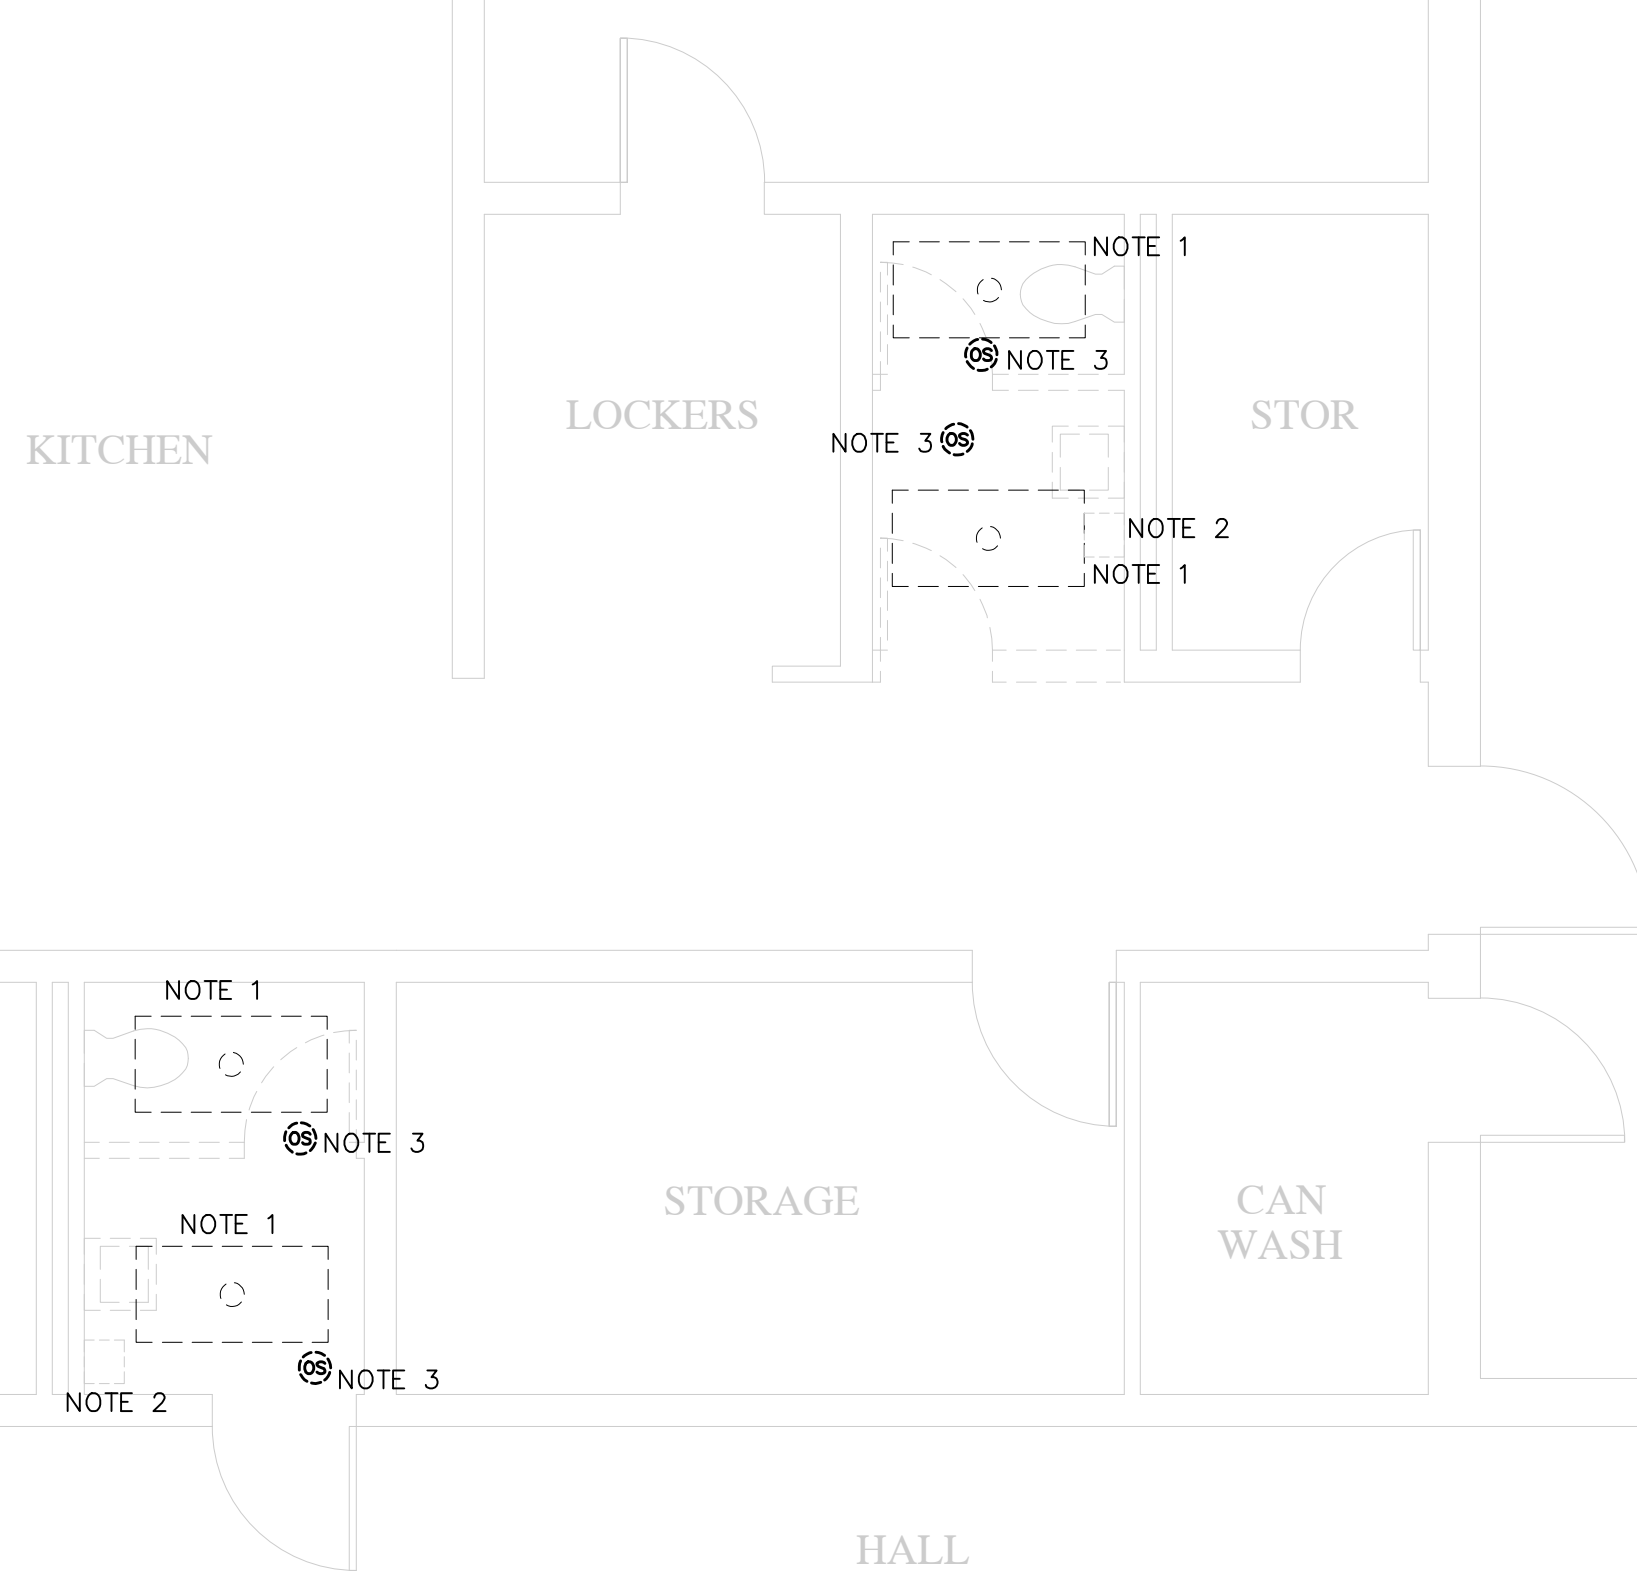 NOTE 1
OS NOTE 3
LOCKERS
STOR
KITCHEN
NOTE 3 OS
NOTE 2
NOTE 1
NOTE 1
OS NOTE 3
STORAGE
CAN
WASH
NOTE 1
OS NOTE 3
NOTE 2
HALL